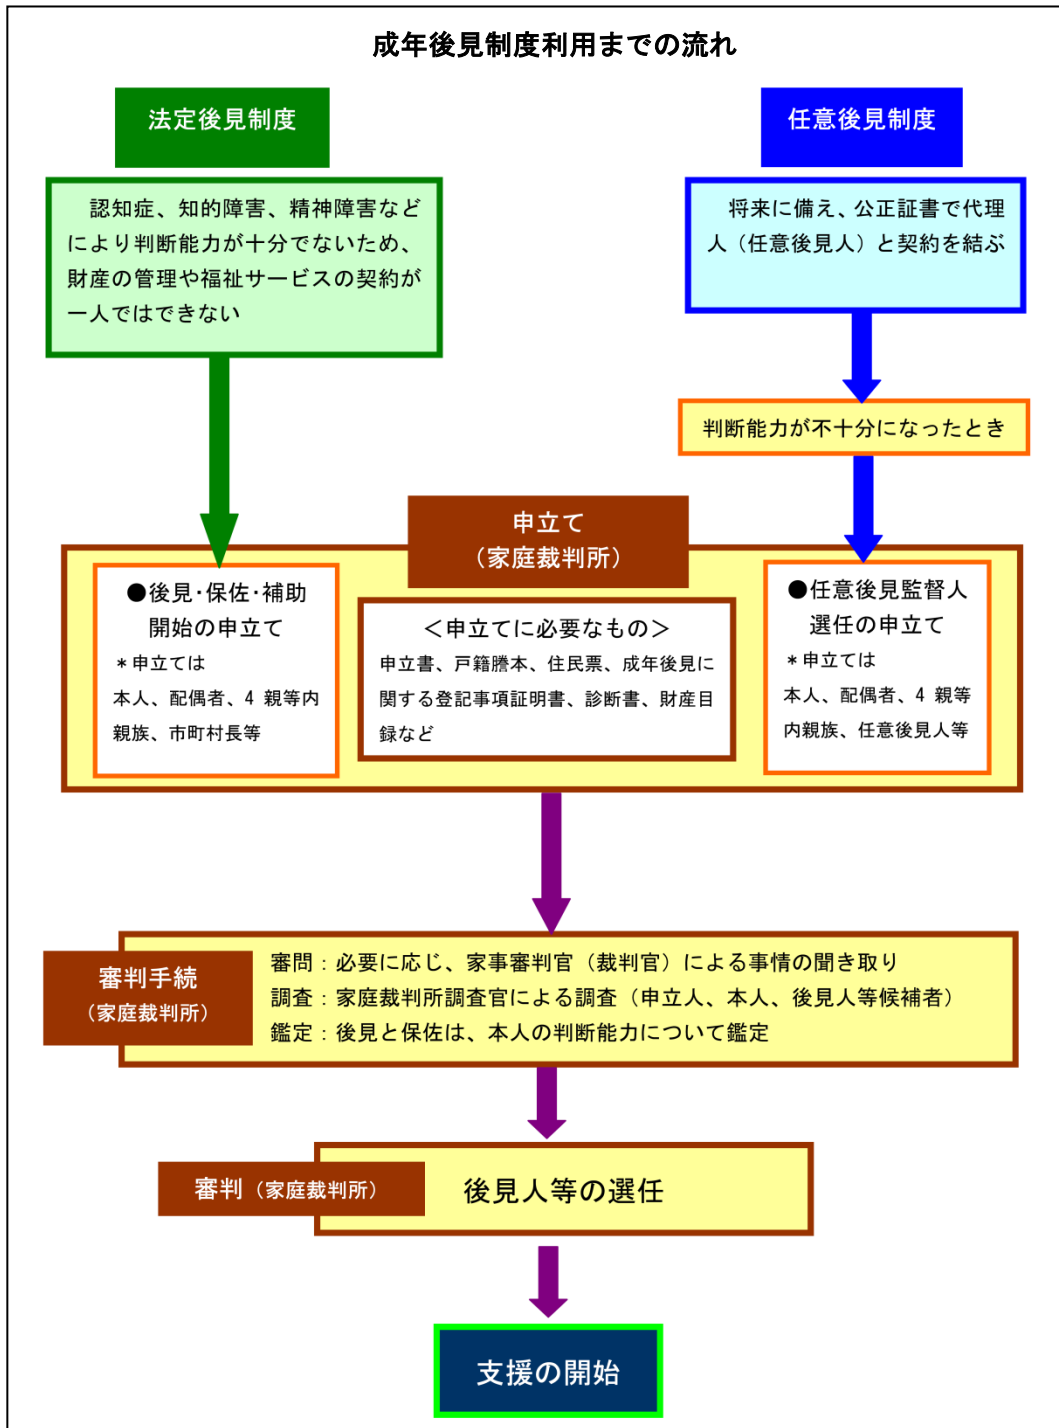 成年後見制度利用までの流れ
法定後見制度
認知症、知的障害、精神障害など
により判断能力が十分でないため、
財産の管理や福祉サービスの契約が
一人ではできない
任意後見制度
将来に備え、公正証書で代理
人（任意後見人）と契約を結ぶ
判断能力が不十分になったとき
申立て
（家庭裁判所）
●後見・保佐・補助
開始の申立て
＊申立ては
本人、配偶者、4 親等内
親族、市町村長等
＜申立てに必要なもの＞
申立書、戸籍謄本、住民票、成年後見に
関する登記事項証明書、診断書、財産目
録など
●任意後見監督人
選任の申立て
＊申立ては
本人、配偶者、4 親等
内親族、任意後見人等
審判手続
（家庭裁判所）
審問：必要に応じ、家事審判官（裁判官）による事情の聞き取り
調査：家庭裁判所調査官による調査（申立人、本人、後見人等候補者）
鑑定：後見と保佐は、本人の判断能力について鑑定
審判（家庭裁判所）
後見人等の選任
支援の開始